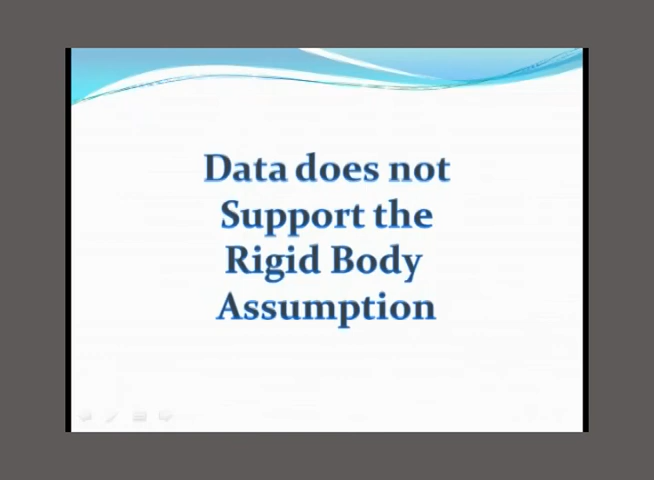 Data does not
Support the
Rigid Body
Assumption